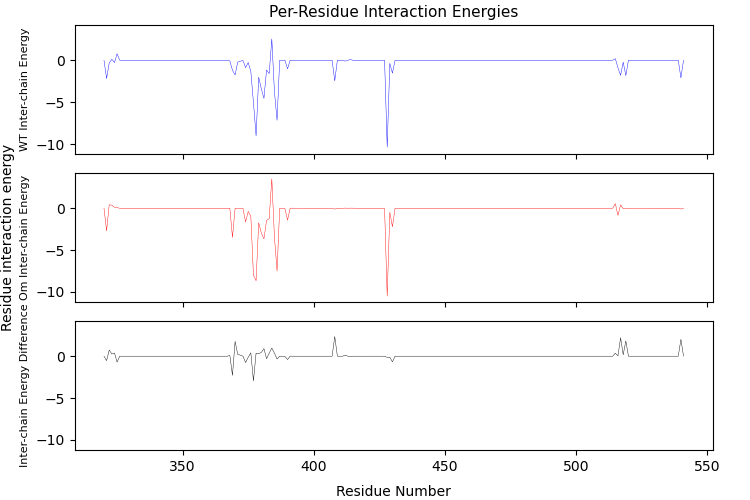 Per-Residue Interaction Energies
Residue interaction energy
WT Inter-chain Energy
0
−5
−10
Om Inter-chain Energy
0
−5
−10
Inter-chain Energy Difference
0
−5
−10
350
400
450
500
550
Residue Number